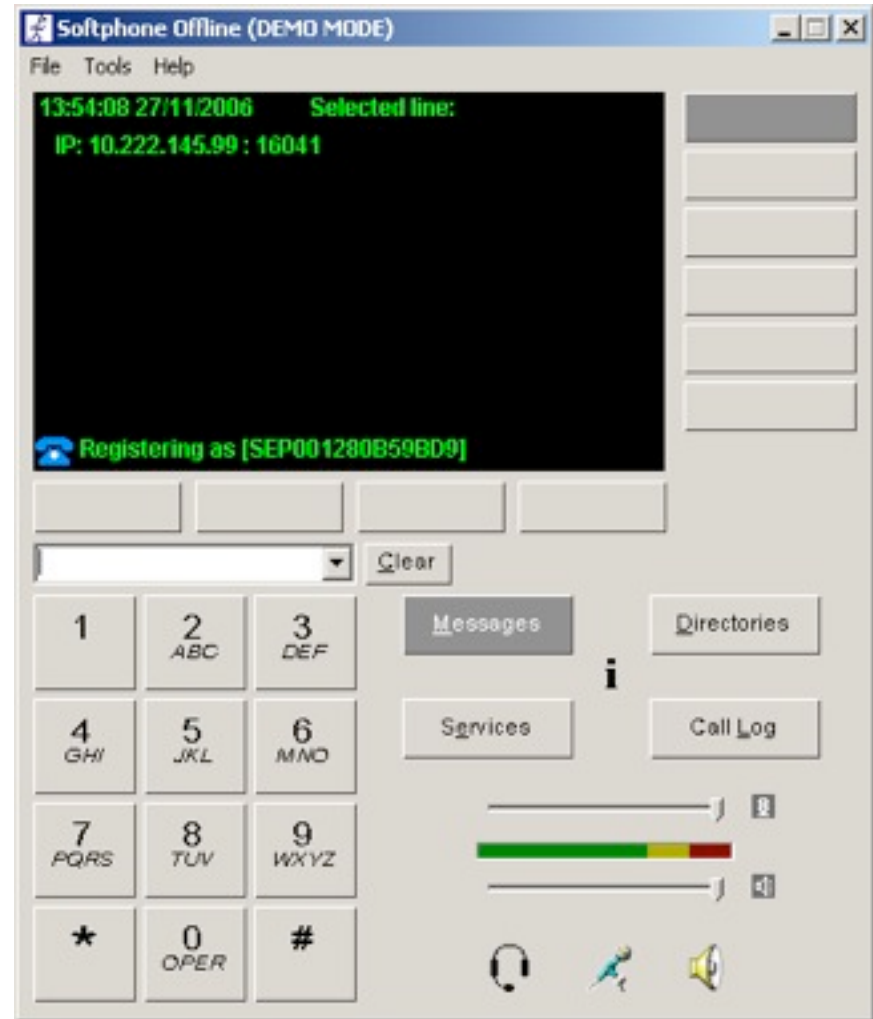 Softphone Offline (DEMO MODE)
File Tools Help
13:54:08 27/11/2006 Selected line:
IP: 10.222.145.99 : 16041
Registering as [SEP001280B59BD9]
Clear
1 2 3
ABC DEF
Messages Directories
i
4 5 6
GHI JKL MNO
Services Call Log
7 8 9
PQRS TUV WXYZ
* 0 #
OPER